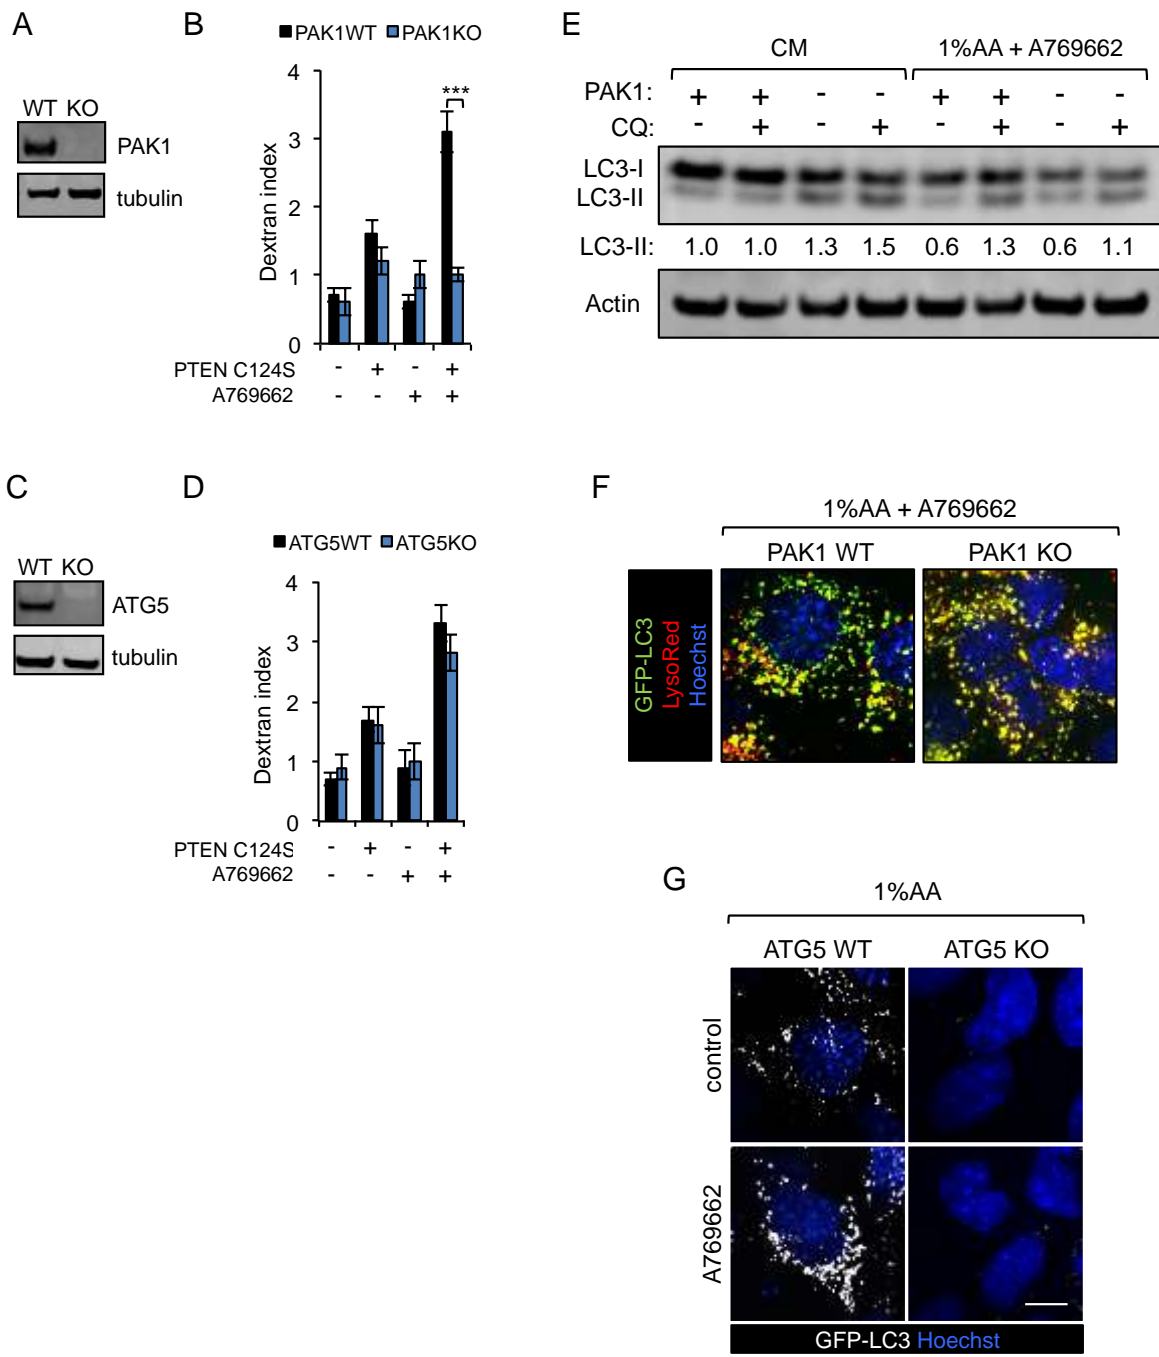 A
WT KO
PAK1
tubulin
B
PAK1WT PAK1KO
Dextran index
4
3
2
1
0
***
PTEN C124S - + - +
A769662 - - + +
C
WT KO
ATG5
tubulin
D
ATG5WT ATG5KO
Dextran index
4
3
2
1
0
PTEN C124S - + - +
A769662 - - + +
E
CM 1%AA + A769662
PAK1: + + - - + + - -
CQ: - + - + - + - +
LC3-I
LC3-II
LC3-II: 1.0 1.0 1.3 1.5 0.6 1.3 0.6 1.1
Actin
F
1%AA + A769662
PAK1 WT PAK1 KO
GFP-LC3
LysoRed
Hoechst
G
1%AA
ATG5 WT ATG5 KO
control
A769662
GFP-LC3 Hoechst